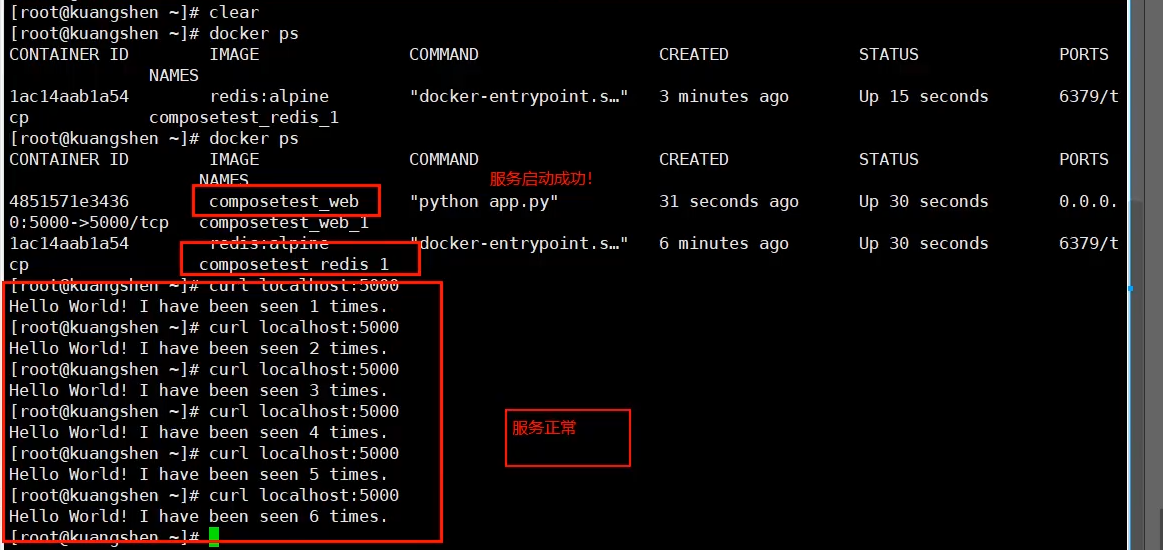 [root@kuangshen ~]# clear
[root@kuangshen ~]# docker ps
CONTAINER ID        IMAGE               COMMAND                  CREATED             STATUS              PORTS
              NAMES
1ac14aab1a54        redis:alpine        "docker-entrypoint.s…"   3 minutes ago       Up 15 seconds       6379/t
cp            composetest_redis_1
[root@kuangshen ~]# docker ps
CONTAINER ID        IMAGE               COMMAND                  CREATED             STATUS              PORTS
                   NAMES
服务启动成功!
4851571e3436        composetest_web     "python app.py"          31 seconds ago      Up 30 seconds       0.0.0.
0:5000->5000/tcp   composetest_web_1
1ac14aab1a54        redis:alpine        "docker-entrypoint.s…"   6 minutes ago       Up 30 seconds       6379/t
cp                 composetest_redis_1
[root@kuangshen ~]# curl localhost:5000
Hello World! I have been seen 1 times.
[root@kuangshen ~]# curl localhost:5000
Hello World! I have been seen 2 times.
[root@kuangshen ~]# curl localhost:5000
Hello World! I have been seen 3 times.
[root@kuangshen ~]# curl localhost:5000
Hello World! I have been seen 4 times.
服务正常
[root@kuangshen ~]# curl localhost:5000
Hello World! I have been seen 5 times.
[root@kuangshen ~]# curl localhost:5000
Hello World! I have been seen 6 times.
[root@kuangshen ~]#